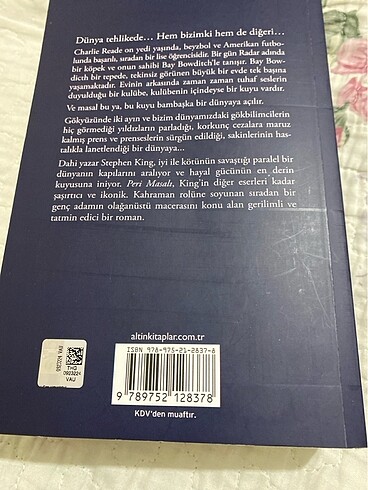 Dünya tehlikede... Hem bizimki hem de diğeri...
Charlie Reade on yedi yaşında, beyzbol ve Amerikan futbo-
lunda başarılı, sıradan bir lise öğrencisidir. Bir gün Radar adında
bir köpek ve onun sahibi Bay Bowditch'le tanışır. Bay Bow-
ditch bir tepede, tekinsiz görünen büyük bir evde tek başına
yaşamaktadır. Evinin arkasında zaman zaman tuhaf seslerin
duyulduğu bir kulübe, kulübenin içindeyse bir kuyu vardır.
Ve masal bu ya, bu kuyu bambaşka bir dünyaya açılır.
Gökyüzünde iki ayın ve bizim dünyamızdaki gökbilimcilerin
hiç görmediği yıldızların parladığı, korkunç cezalara maruz
kalmış prens ve prenseslerin sürgün edildiği, sakinlerinin has-
talıkla lanetlendiği bir dünyaya...
Dahi yazar Stephen King, iyi ile kötünün savaştığı paralel bir
dünyanın kapılarını aralıyor ve hayal gücünün en derin
kuyusuna iniyor. Peri Masalı, King'in diğer eserleri kadar
şaşırtıcı ve ikonik. Kahraman rolüne soyunan sıradan bir
genç adamın olağanüstü macerasını konu alan gerilimli ve
tatmin edici bir roman.
altinkitaplar.com.tr
ISBN 978-975-21-2837-8
9 789752 128378
KDV'den muaftır.
THG
0923224
VAU